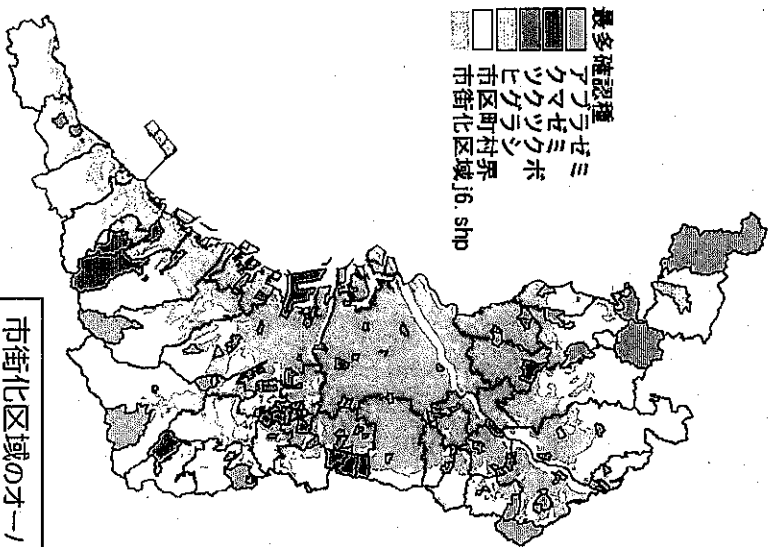 最多確認種
アブラゼミ
クマゼミ
ツクツクボ
ヒグラシ
市区町村界
市街化区域j6.shp
市街化区域のオー